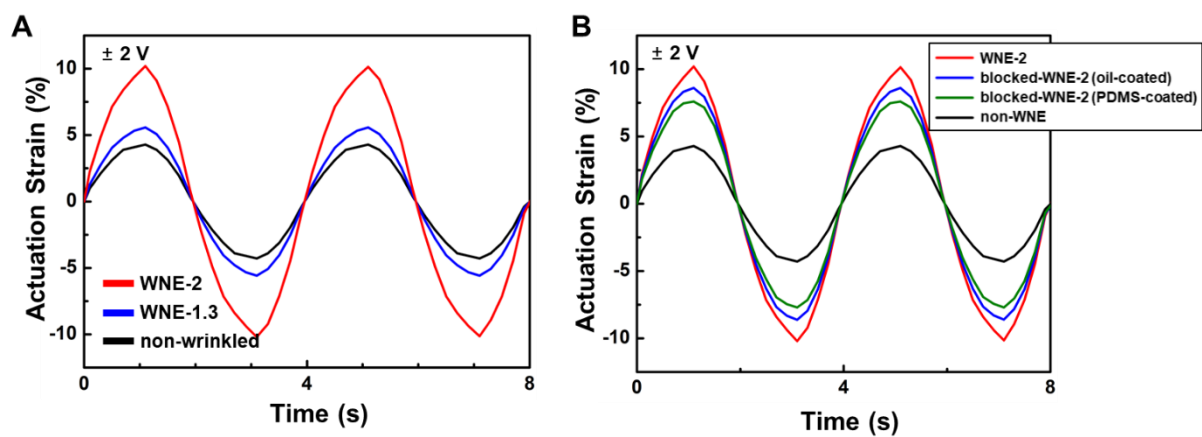 A
± 2 V
Actuation Strain (%)
10
5
0
-5
-10
WNE-2
WNE-1.3
non-wrinkled
0
4
8
Time (s)
B
± 2 V
Actuation Strain (%)
10
5
0
-5
-10
WNE-2
blocked-WNE-2 (oil-coated)
blocked-WNE-2 (PDMS-coated)
non-WNE
0
4
8
Time (s)